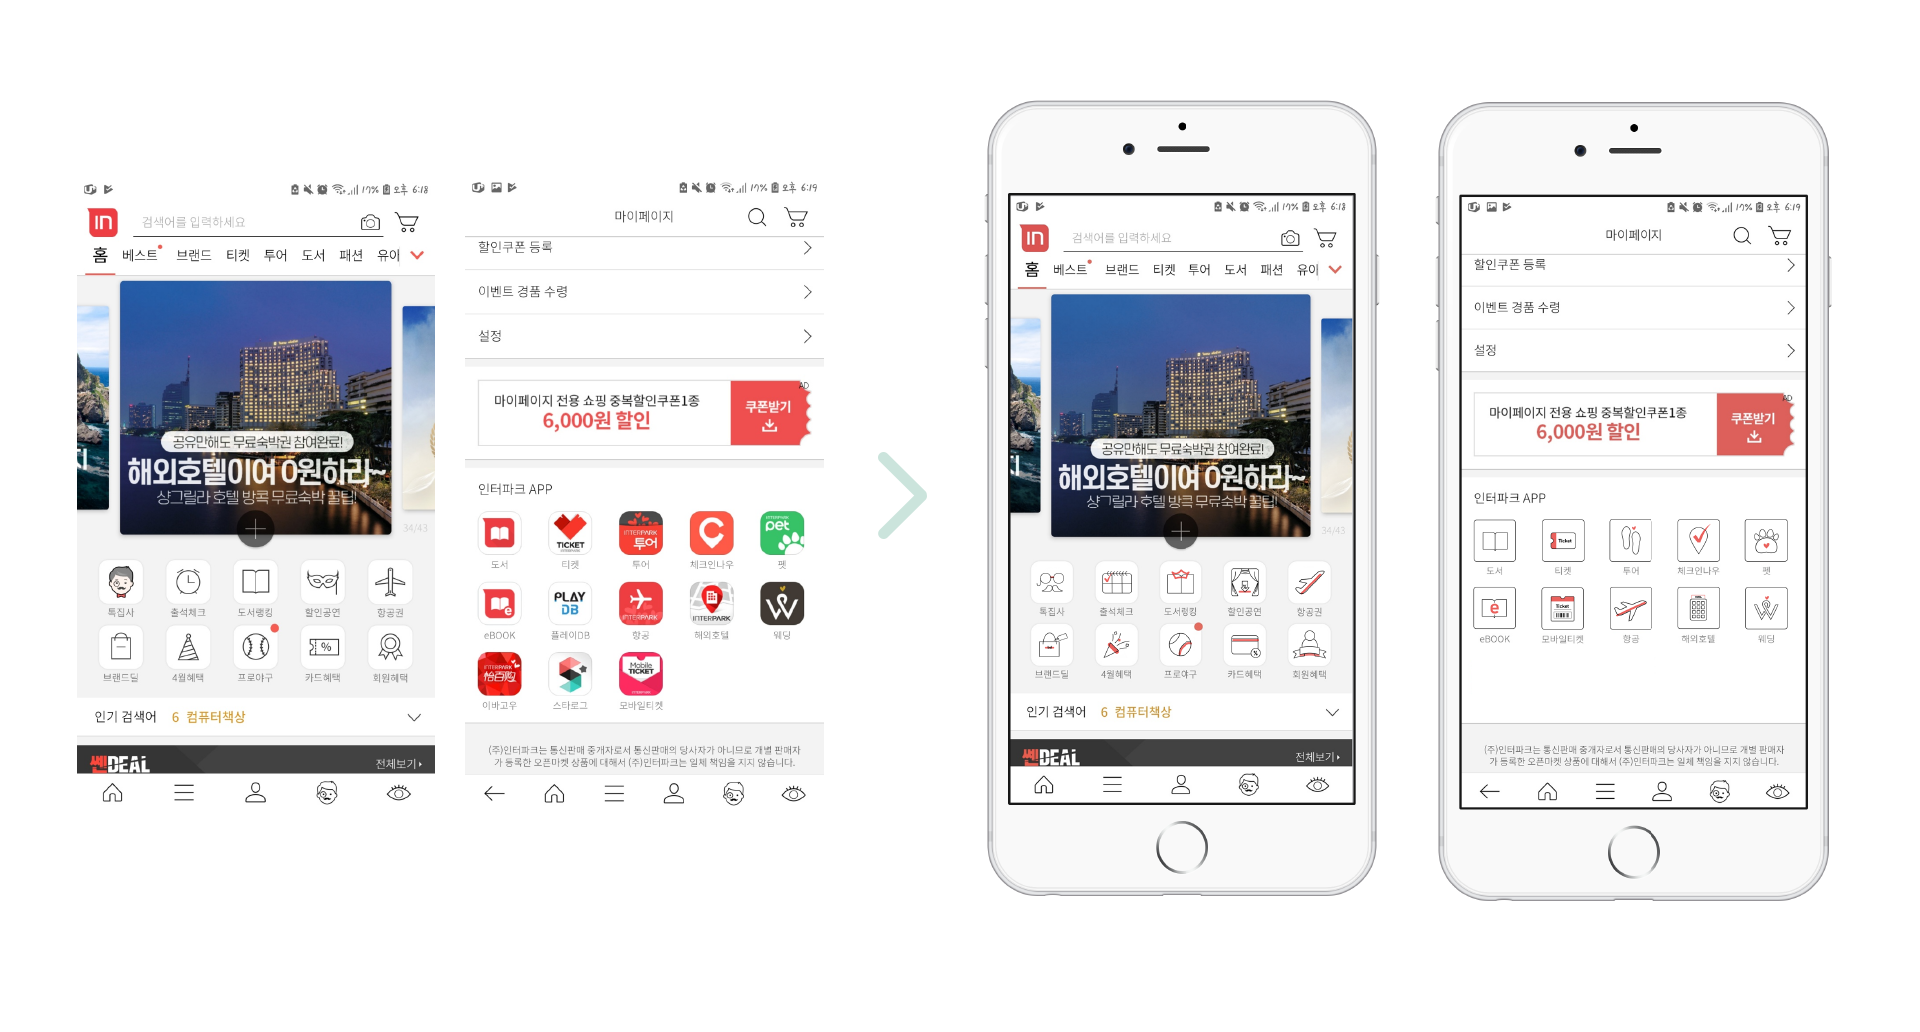 17% 오후 6:18
in 검색어를 입력하세요
홈 베스트 브랜드 티켓 투어 도서 패션 유아
공유만해도 무료숙박권 참여완료!
해외호텔이여 0원하라~
샹그릴라 호텔 방콕 무료숙박 꿀팁!
34/43
특집사 출석체크 도서랭킹 할인공연 항공권
%
브랜드딜 4월혜택 프로야구 카드혜택 회원혜택
인기 검색어 6 컴퓨터책상
쎈DEAL 전체보기
17% 오후 6:19
마이페이지
할인쿠폰 등록
이벤트 경품 수령
설정
AD
마이페이지 전용 쇼핑 중복할인쿠폰1종
6,000원 할인
쿠폰받기
인터파크 APP
TICKET
INTERPARK
INTERPARK
투어
C
INTERPARK
pet
도서 티켓 투어 체크인나우 펫
e
PLAY
DB
INTERPARK
INTERPARK
W
eBOOK 플레이DB 항공 해외호텔 웨딩
INTERPARK
Mobile
TICKET
이바고우 스타로그 모바일티켓
(주)인터파크는 통신판매 중개자로서 통신판매의 당사자가 아니므로 개별 판매자
가 등록한 오픈마켓 상품에 대해서 (주)인터파크는 일체 책임을 지지 않습니다.
17% 오후 6:18
in 검색어를 입력하세요
홈 베스트 브랜드 티켓 투어 도서 패션 유아
공유만해도 무료숙박권 참여완료!
해외호텔이여 0원하라~
샹그릴라 호텔 방콕 무료숙박 꿀팁!
34/43
특집사 출석체크 도서랭킹 할인공연 항공권
%
브랜드딜 4월혜택 프로야구 카드혜택 회원혜택
인기 검색어 6 컴퓨터책상
쎈DEAL 전체보기
17% 오후 6:19
마이페이지
할인쿠폰 등록
이벤트 경품 수령
설정
AD
마이페이지 전용 쇼핑 중복할인쿠폰1종
6,000원 할인
쿠폰받기
인터파크 APP
Ticket
도서 티켓 투어 체크인나우 펫
e
Ticket
eBOOK 모바일티켓 항공 해외호텔 웨딩
(주)인터파크는 통신판매 중개자로서 통신판매의 당사자가 아니므로 개별 판매자
가 등록한 오픈마켓 상품에 대해서 (주)인터파크는 일체 책임을 지지 않습니다.